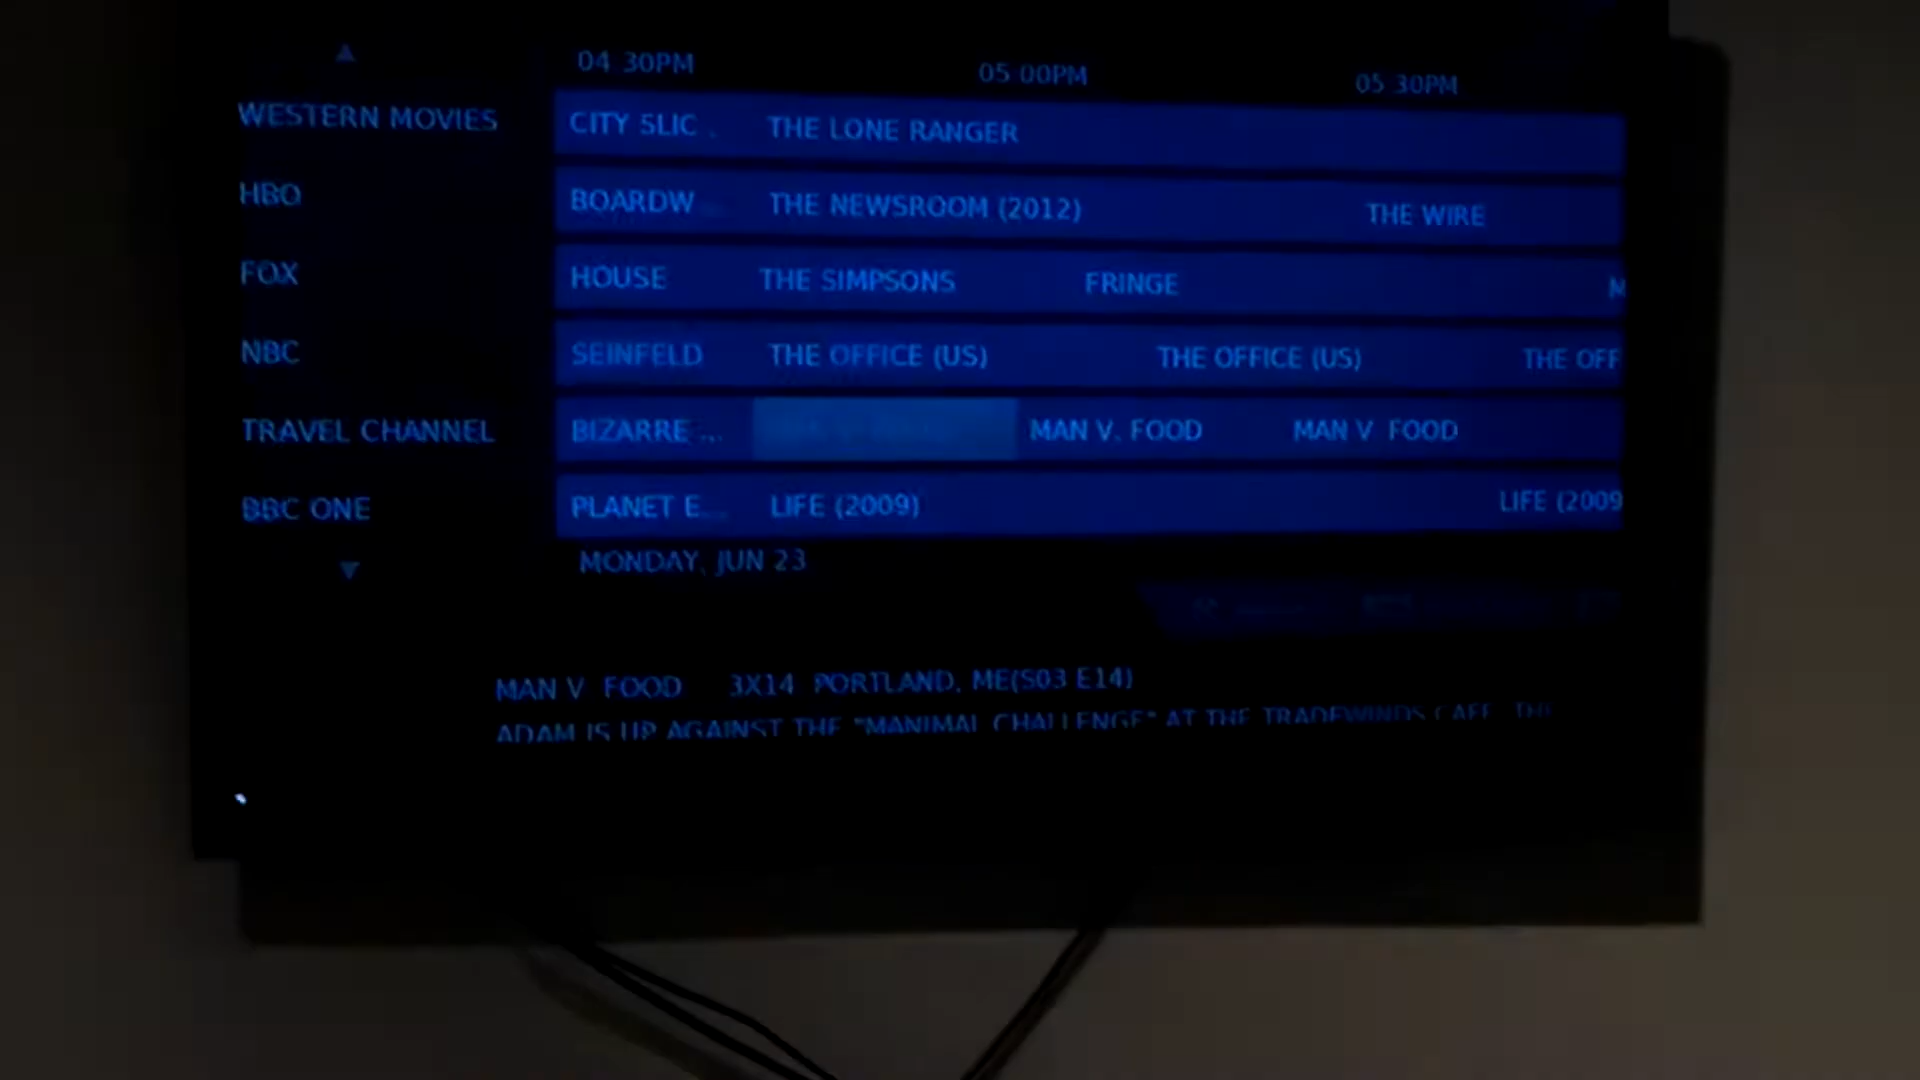 04 30PM 05 00PM 05 30PM
WESTERN MOVIES CITY SLIC . THE LONE RANGER
HBO BOARDW THE NEWSROOM (2012) THE WIRE
FOX HOUSE THE SIMPSONS FRINGE M
NBC SEINFELD THE OFFICE (US) THE OFFICE (US) THE OFF
TRAVEL CHANNEL BIZARRE ... MAN V. FOOD MAN V FOOD
BBC ONE PLANET E... LIFE (2009) LIFE (2009
MONDAY, JUN 23
MAN V FOOD 3X14 PORTLAND, ME(S03 E14)
ADAM IS UP AGAINST THE "MANIMAL CHALLENGE" AT THE TRADEWINDS CAFE THE